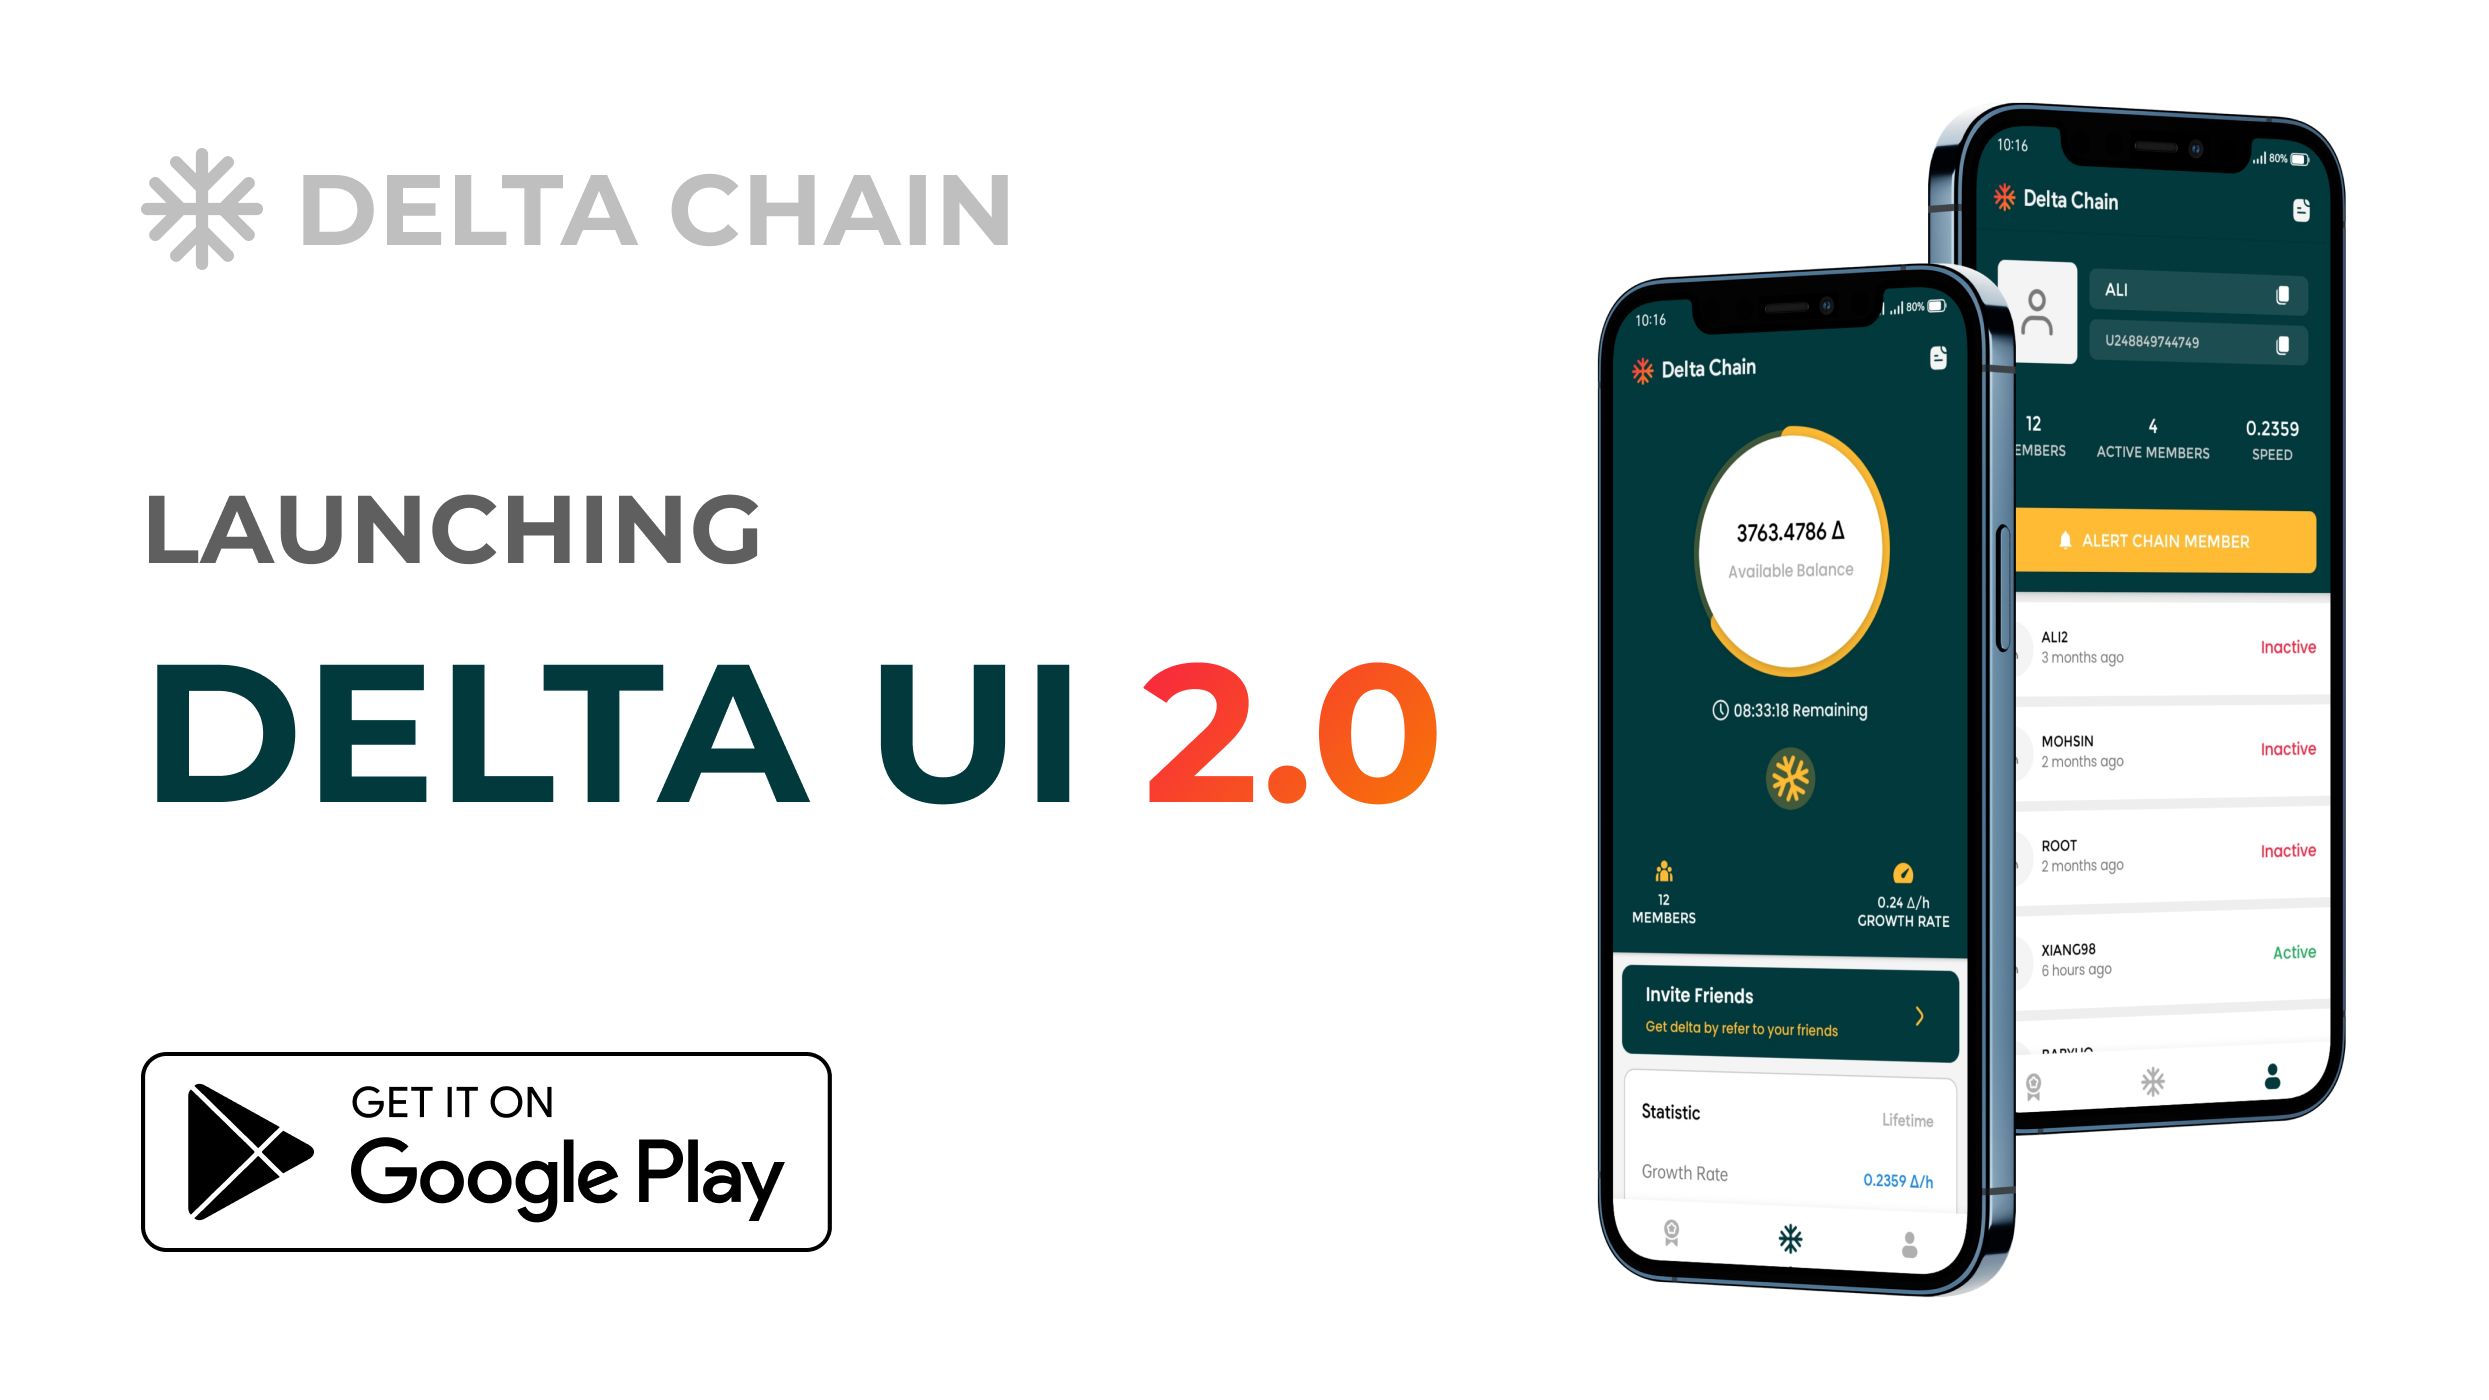 DELTA CHAIN
LAUNCHING
DELTA UI 2.0
GET IT ON
Google Play
10:16
80%
Delta Chain
3763.4786 Δ
Available Balance
08:33:18 Remaining
12
MEMBERS
0.24 Δ/h
GROWTH RATE
Invite Friends
Get delta by refer to your friends
Statistic
Lifetime
Growth Rate
0.2359 Δ/h
10:16
80%
Delta Chain
ALI
U248849744749
12
EMBERS
4
ACTIVE MEMBERS
0.2359
SPEED
ALERT CHAIN MEMBER
ALI2
Inactive
3 months ago
MOHSIN
Inactive
2 months ago
ROOT
Inactive
2 months ago
XIANG98
Active
6 hours ago